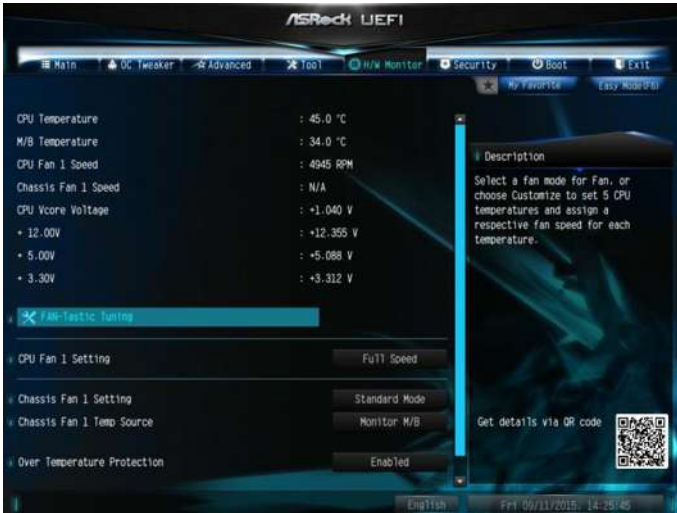 ASRock UEFI
Main OC Tweaker Advanced Tool H/W Monitor Security Boot Exit
My Favorite Easy Mode(F6)
CPU Temperature : 45.0 °C
M/B Temperature : 34.0 °C
CPU Fan 1 Speed : 4945 RPM
Chassis Fan 1 Speed : N/A
CPU Vcore Voltage : +1.040 V
+ 12.00V : +12.355 V
+ 5.00V : +5.088 V
+ 3.30V : +3.312 V
FAN-Tastic Tuning
CPU Fan 1 Setting Full Speed
Chassis Fan 1 Setting Standard Mode
Chassis Fan 1 Temp Source Monitor M/B
Over Temperature Protection Enabled
Description
Select a fan mode for Fan, or
choose Customize to set 5 CPU
temperatures and assign a
respective fan speed for each
temperature.
Get details via QR code
English Fri 09/11/2015, 14:25:45